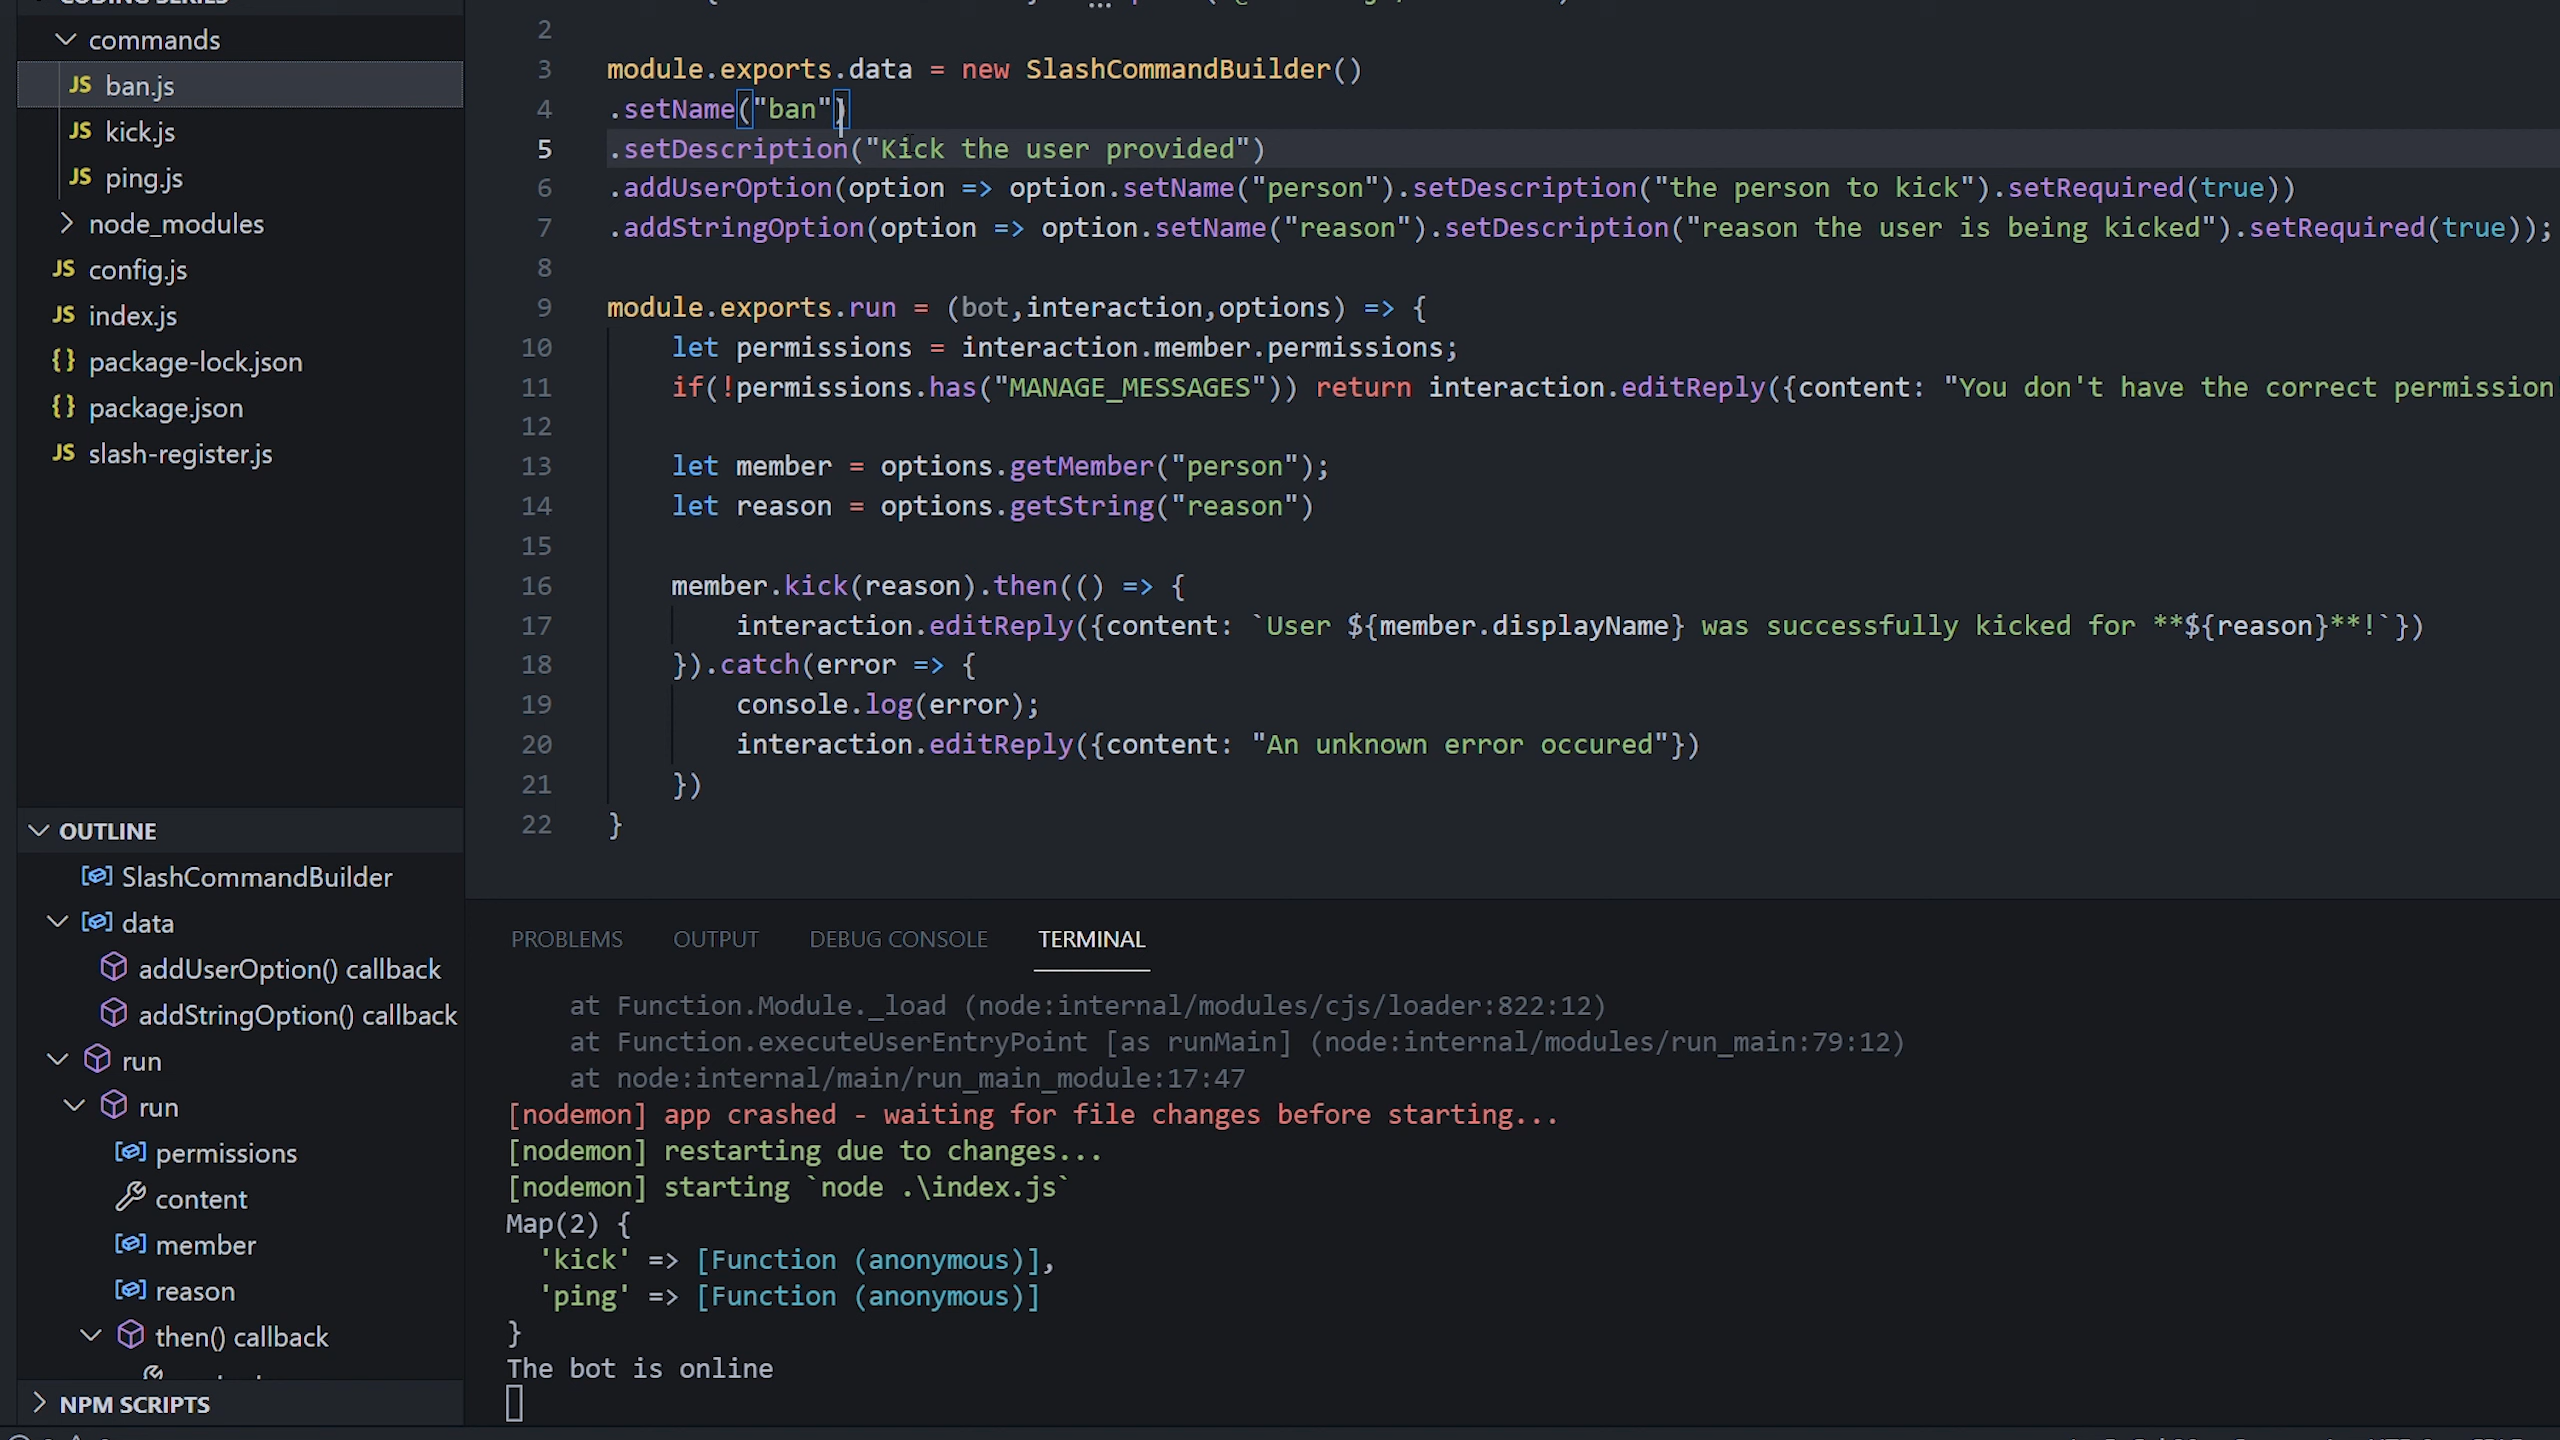 commands
JS ban.js
JS kick.js
JS ping.js
node_modules
JS config.js
JS index.js
{} package-lock.json
{} package.json
JS slash-register.js
OUTLINE
SlashCommandBuilder
data
addUserOption() callback
addStringOption() callback
run
run
permissions
content
member
reason
then() callback
NPM SCRIPTS
2
3 module.exports.data = new SlashCommandBuilder()
4 .setName("ban")
5 .setDescription("Kick the user provided")
6 .addUserOption(option => option.setName("person").setDescription("the person to kick").setRequired(true))
7 .addStringOption(option => option.setName("reason").setDescription("reason the user is being kicked").setRequired(true));
8
9 module.exports.run = (bot,interaction,options) => {
10 let permissions = interaction.member.permissions;
11 if(!permissions.has("MANAGE_MESSAGES")) return interaction.editReply({content: "You don't have the correct permission
12
13 let member = options.getMember("person");
14 let reason = options.getString("reason")
15
16 member.kick(reason).then(() => {
17 interaction.editReply({content: `User ${member.displayName} was successfully kicked for **${reason}**!`})
18 }).catch(error => {
19 console.log(error);
20 interaction.editReply({content: "An unknown error occured"})
21 })
22 }
PROBLEMS OUTPUT DEBUG CONSOLE TERMINAL
at Function.Module._load (node:internal/modules/cjs/loader:822:12)
at Function.executeUserEntryPoint [as runMain] (node:internal/modules/run_main:79:12)
at node:internal/main/run_main_module:17:47
[nodemon] app crashed - waiting for file changes before starting...
[nodemon] restarting due to changes...
[nodemon] starting `node .\index.js`
Map(2) {
'kick' => [Function (anonymous)],
'ping' => [Function (anonymous)]
}
The bot is online